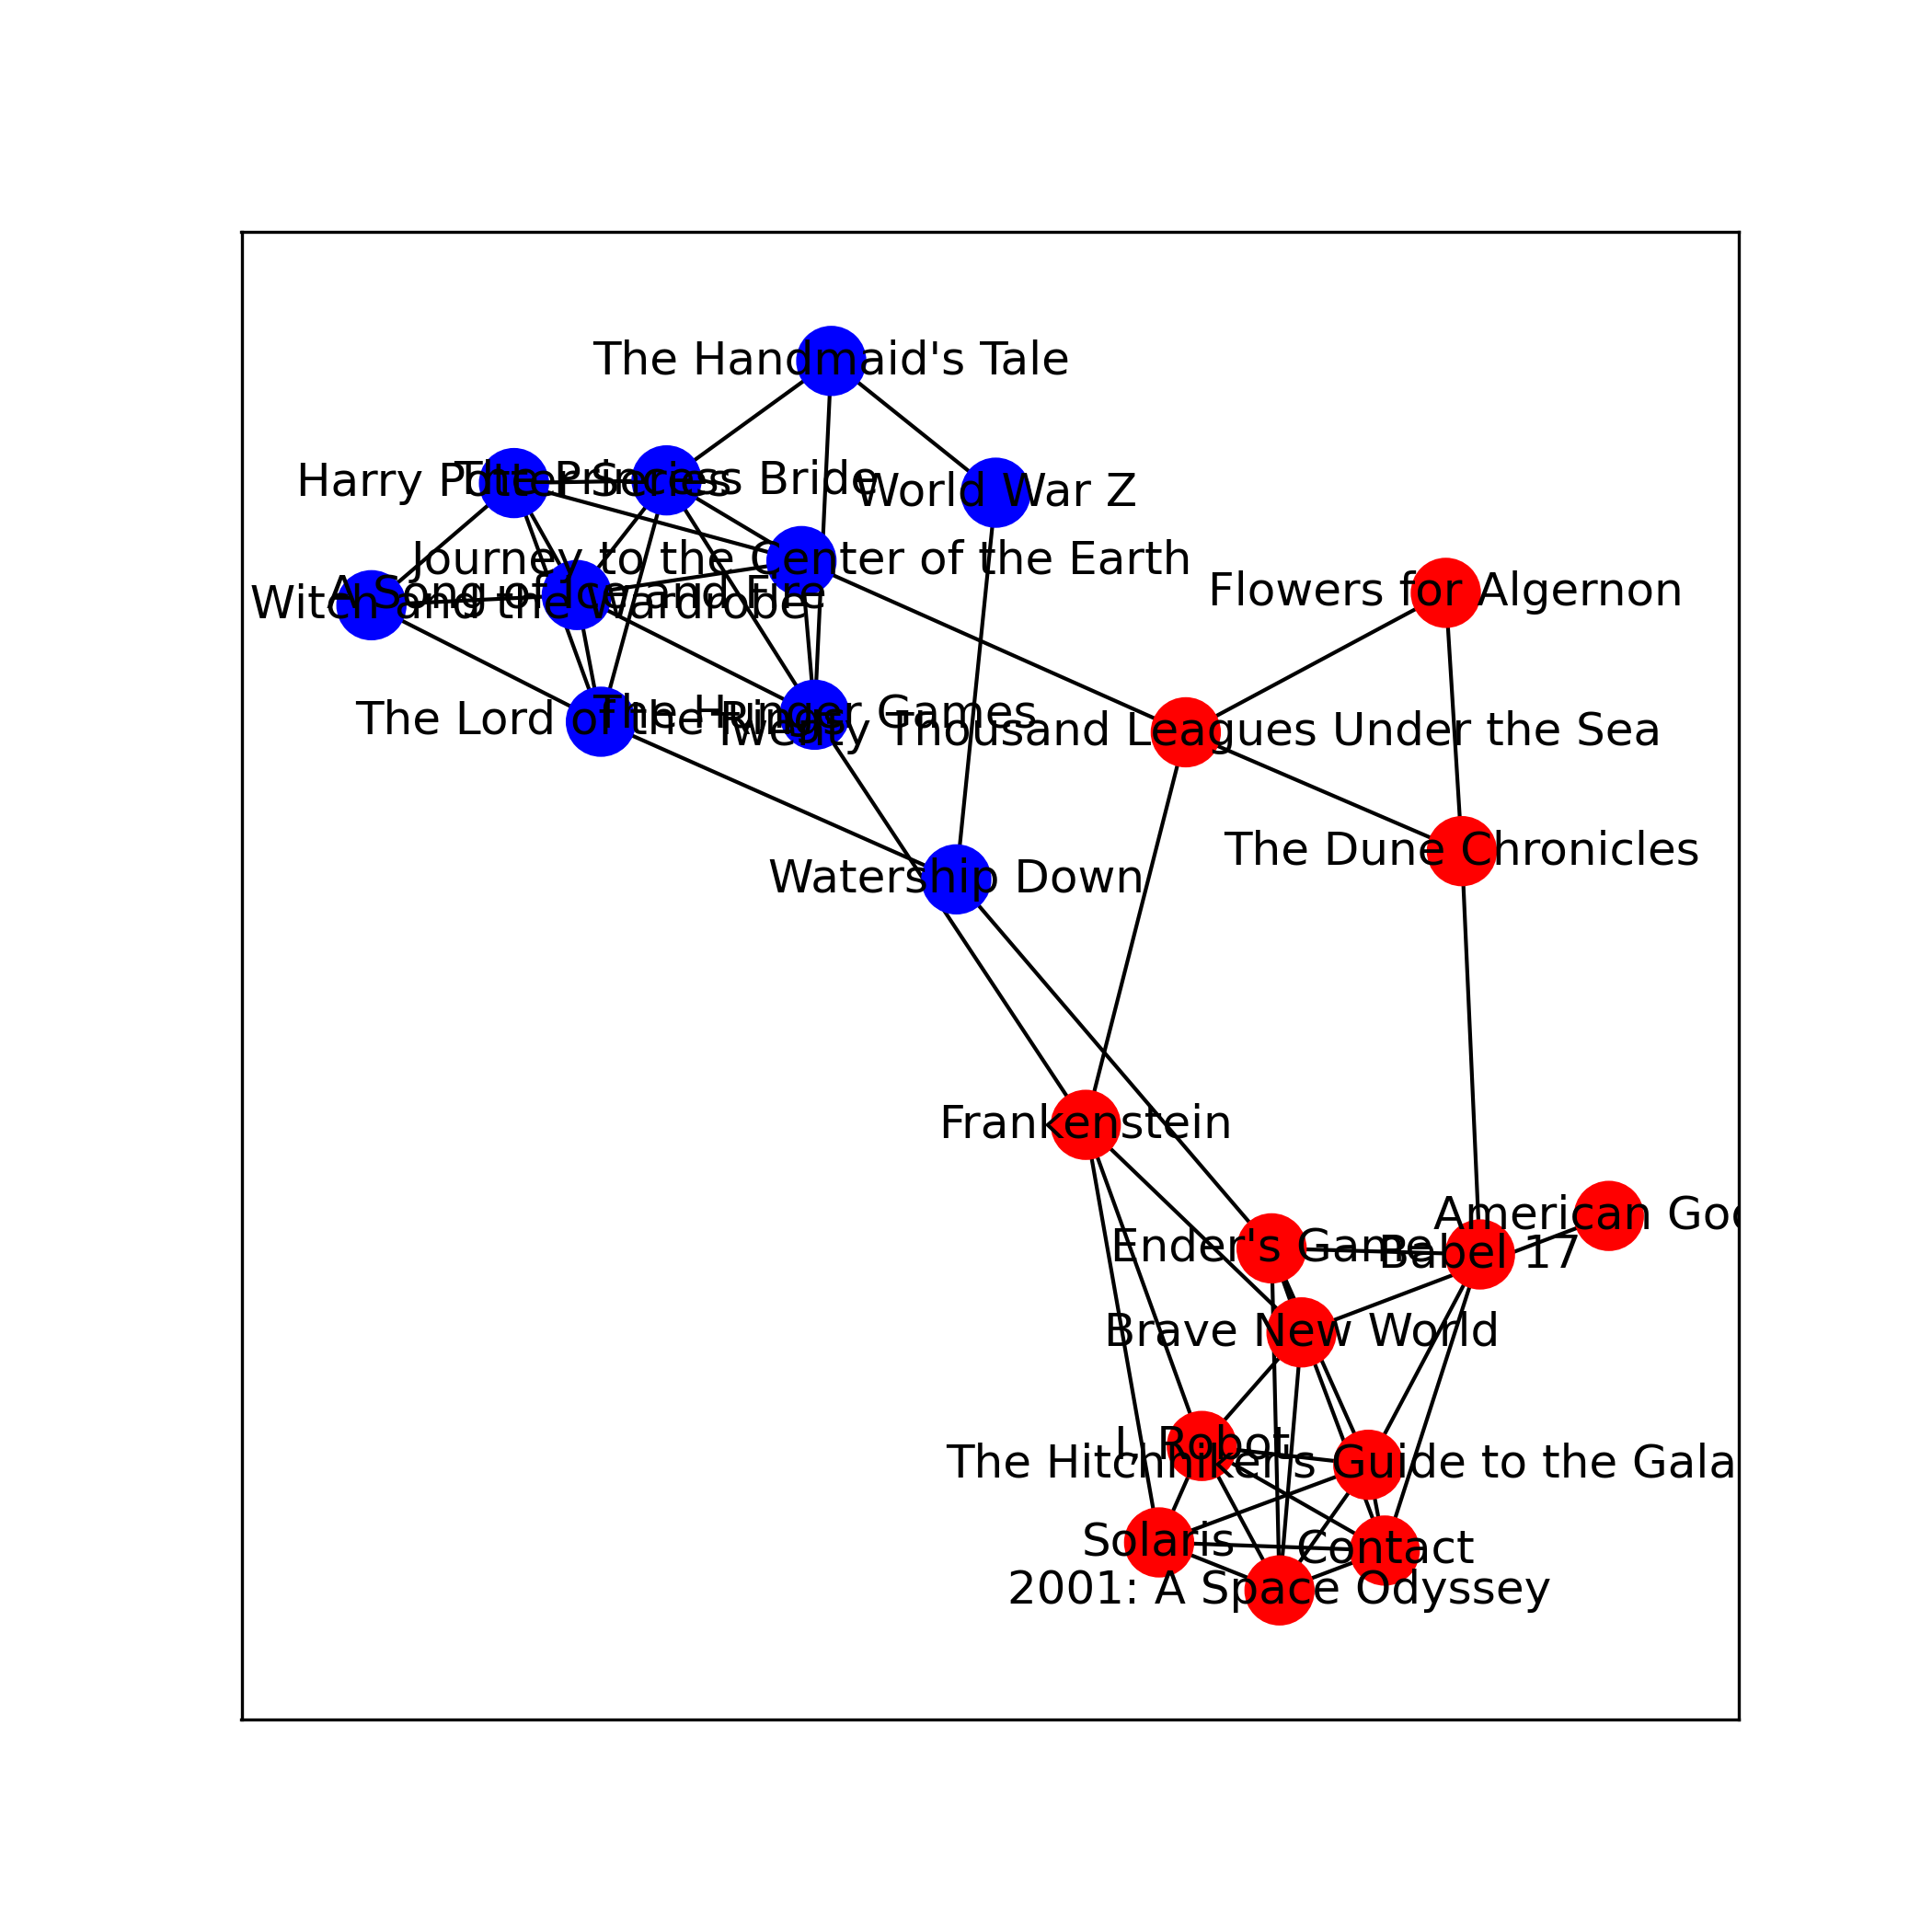 The Handmaid's Tale
Harry Potter Series
The Princess Bride
World War Z
Journey to the Center of the Earth
A Song of Ice and Fire
Witch and the Wardrobe
Flowers for Algernon
The Lord of the Rings
The Hunger Games
Twenty Thousand Leagues Under the Sea
The Dune Chronicles
Watership Down
Frankenstein
American Go
Ender's Game
Babel 17
Brave New World
I, Robot
The Hitchhiker's Guide to the Gala
Solaris
Contact
2001: A Space Odyssey